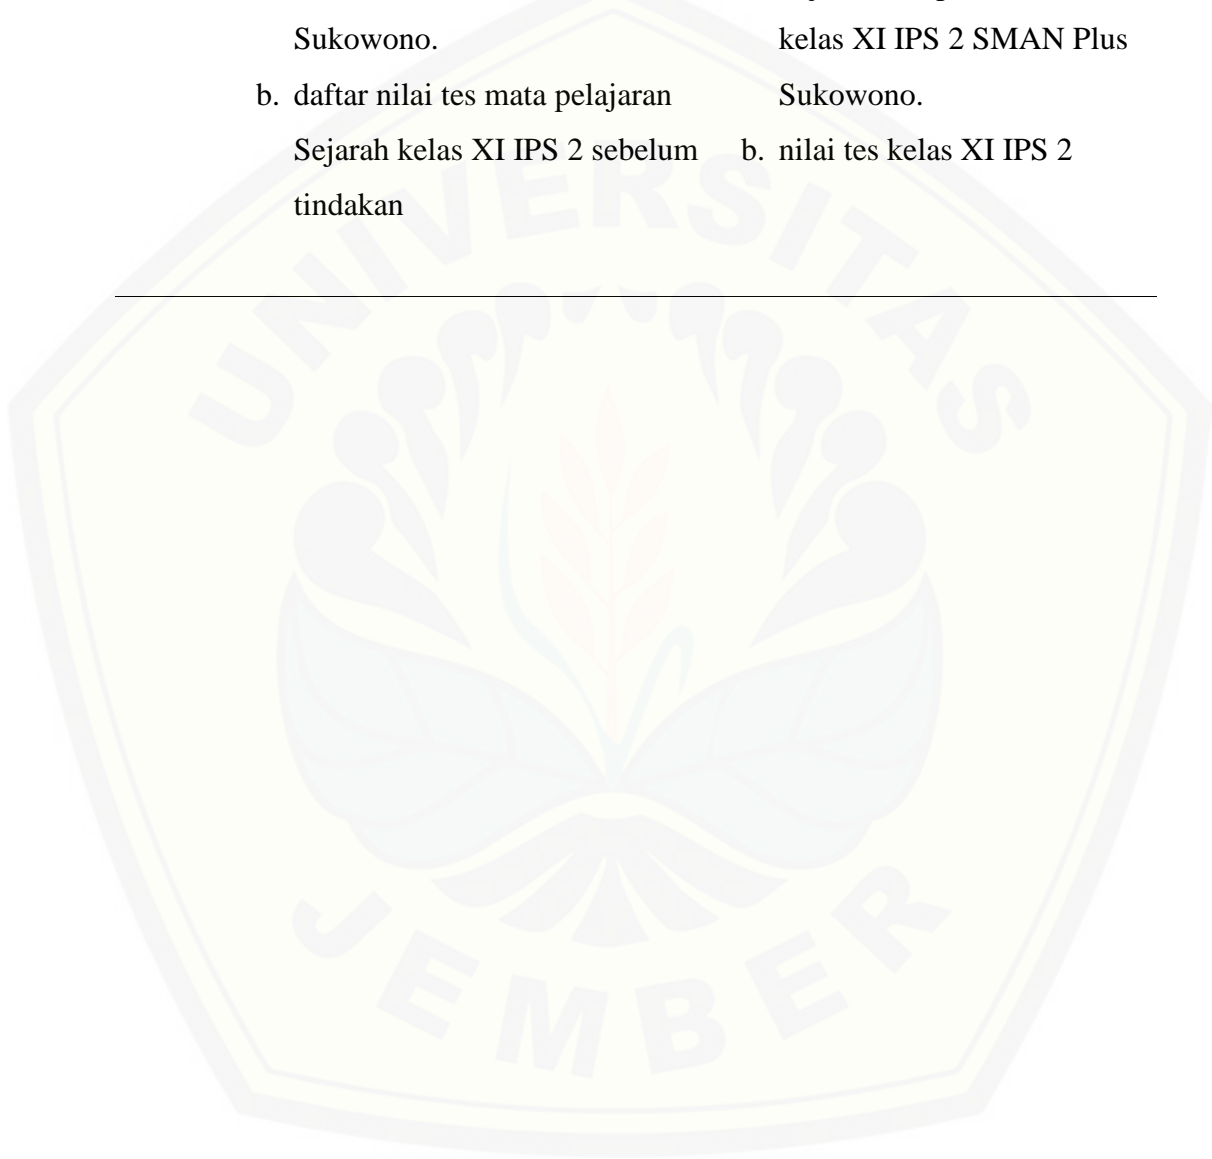 Sukowono.
b. daftar nilai tes mata pelajaran
Sejarah kelas XI IPS 2 sebelum
tindakan
kelas XI IPS 2 SMAN Plus
Sukowono.
b. nilai tes kelas XI IPS 2
UNIVERSITAS
JEMBER